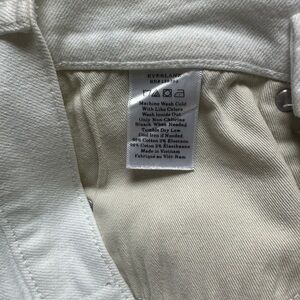 EVERLANE
Machine Wash Cold
With Like Colors
Wash Inside Out
Only Non-Chlorine
Bleach When Needed
Tumble Dry Low
Cool Iron if Needed
98% Cotton 2% Elastane
98% Coton 2% Élasthanne
Made in Vietnam
Fabriqué au Viêt Nam